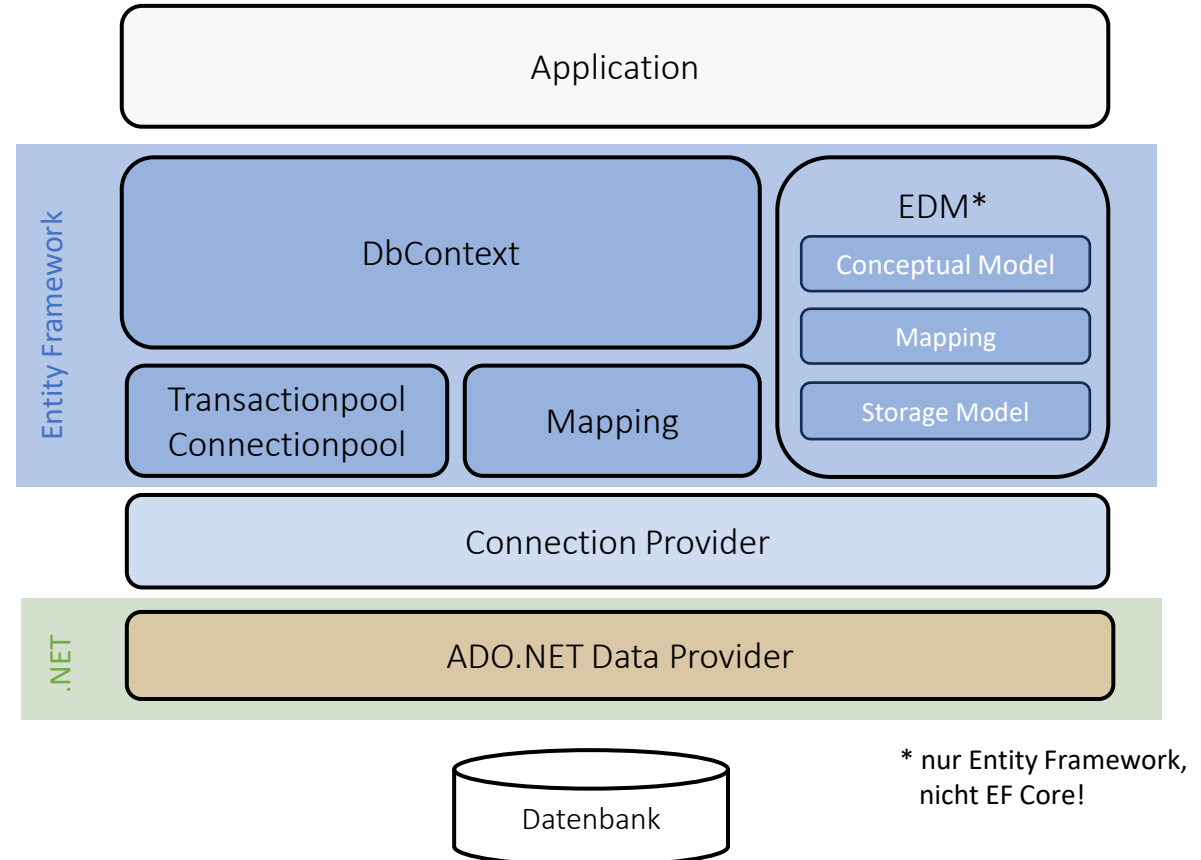 Application
Entity Framework
DbContext
EDM*
Conceptual Model
Mapping
Storage Model
Transactionpool
Connectionpool
Mapping
Connection Provider
.NET
ADO.NET Data Provider
Datenbank
* nur Entity Framework,
nicht EF Core!